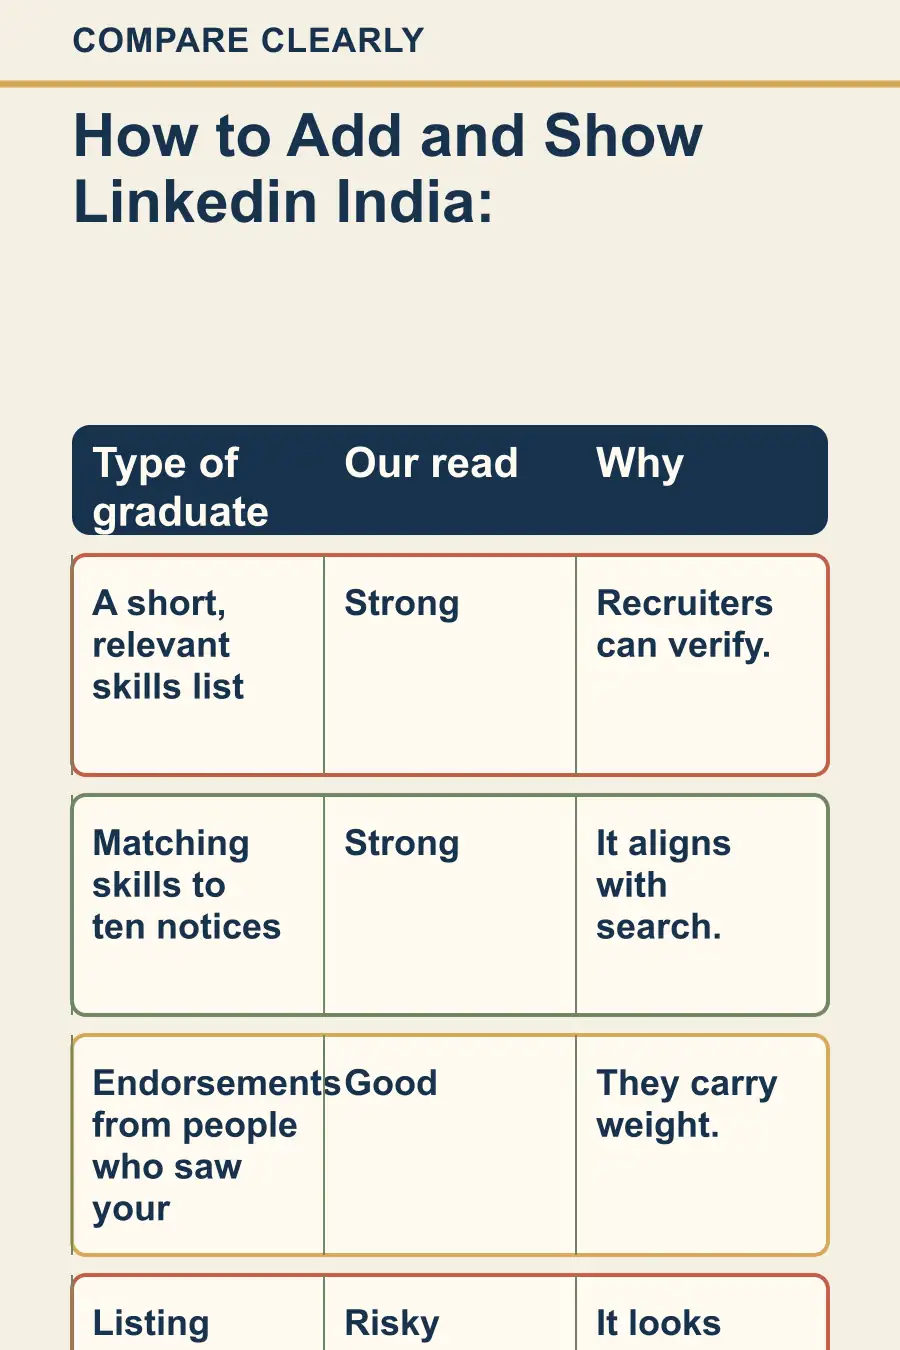 COMPARE CLEARLY
How to Add and Show
Linkedin India:
Type of graduate
Our read
Why
A short,
relevant
skills list
Strong
Recruiters
can verify.
Matching
skills to
ten notices
Strong
It aligns
with
search.
Endorsements
from people
who saw
your
Good
They carry
weight.
Listing
Risky
It looks